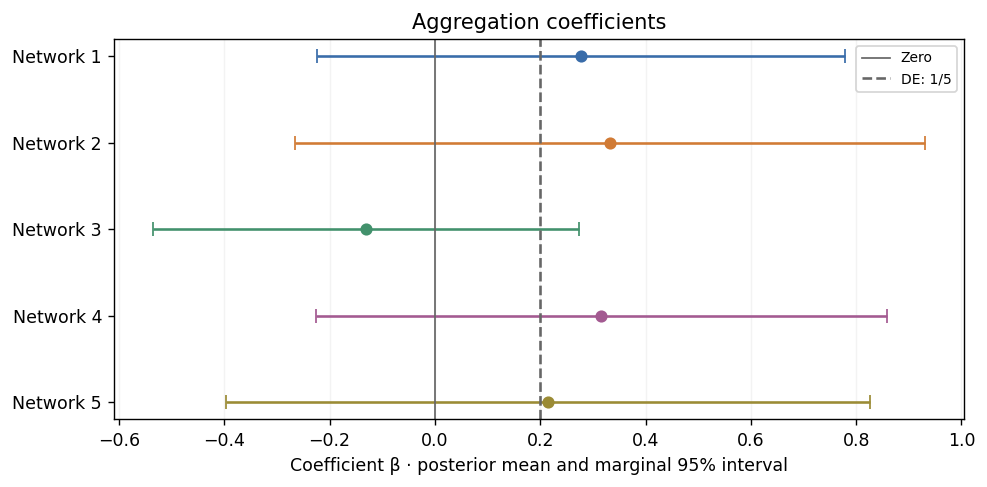 Aggregation coefficients
Network 1
Network 2
Network 3
Network 4
Network 5
Zero
DE: 1/5
−0.6 −0.4 −0.2 0.0 0.2 0.4 0.6 0.8 1.0
Coefficient β · posterior mean and marginal 95% interval